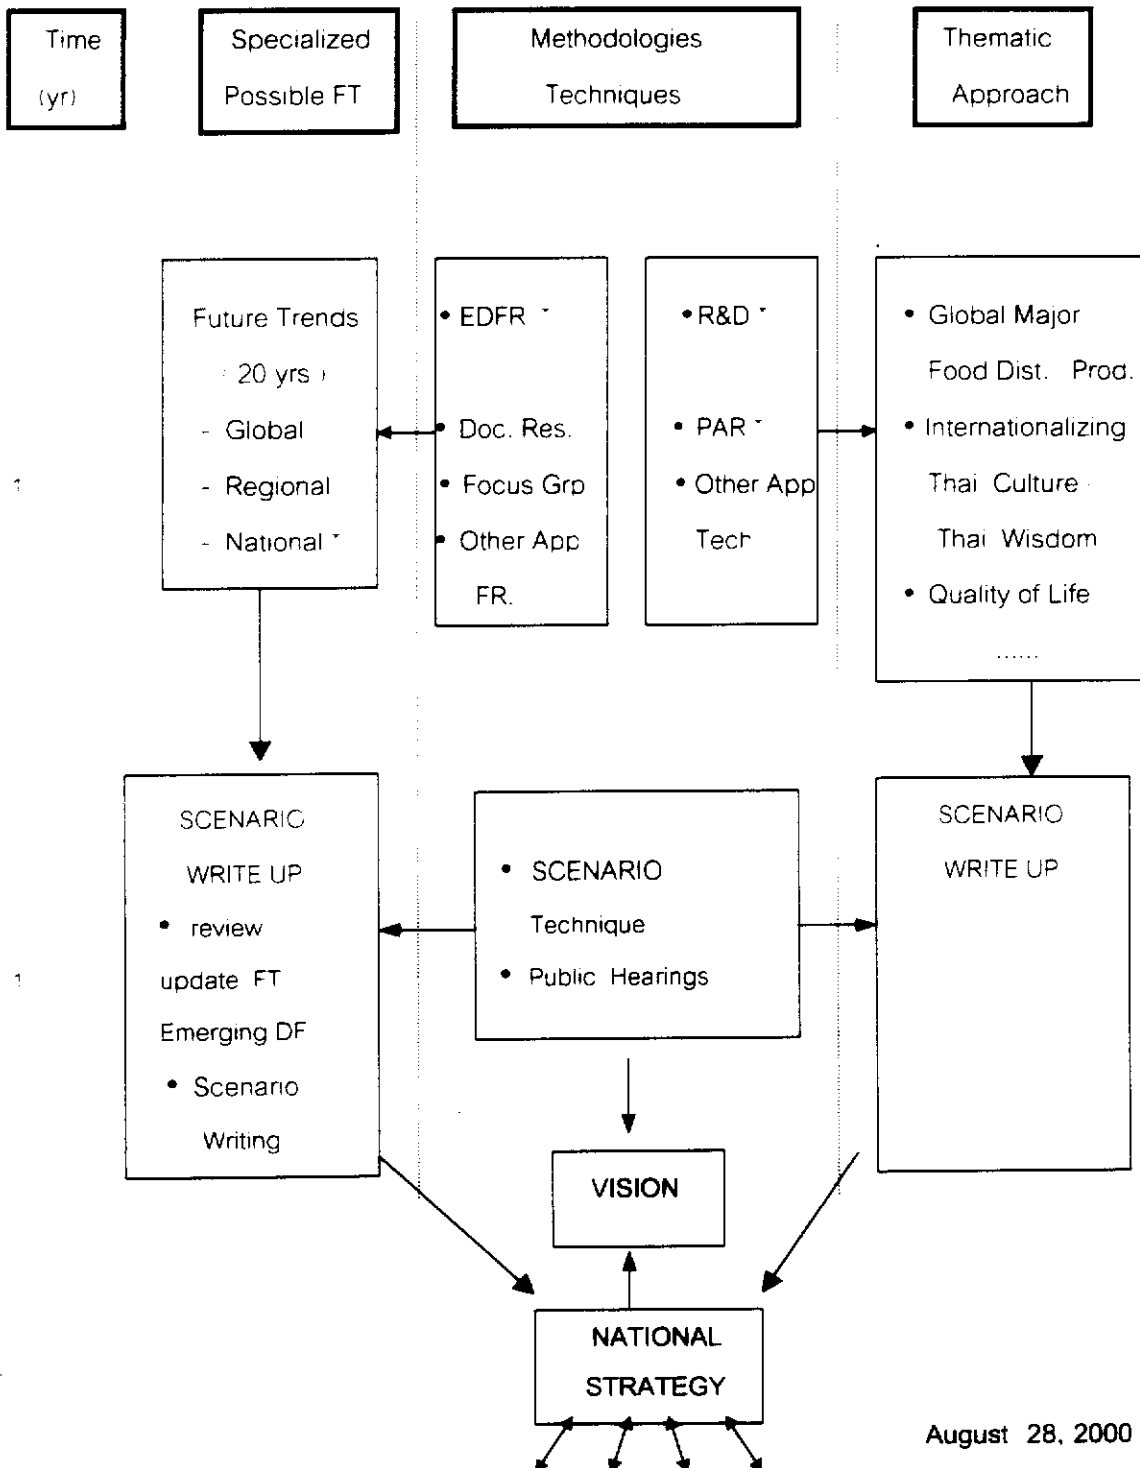 Time
(yr)
Specialized
Possible FT
Methodologies
Techniques
Thematic
Approach
1
Future Trends
( 20 yrs )
- Global
- Regional
- National *
• EDFR *
• Doc. Res.
• Focus Grp
• Other App
FR.
• R&D *
• PAR *
• Other App
Tech
• Global Major
Food Dist. Prod.
• Internationalizing
Thai Culture
Thai Wisdom
• Quality of Life
......
1
SCENARIO
WRITE UP
• review
update FT
Emerging DF
• Scenario
Writing
• SCENARIO
Technique
• Public Hearings
SCENARIO
WRITE UP
VISION
NATIONAL
STRATEGY
August 28, 2000